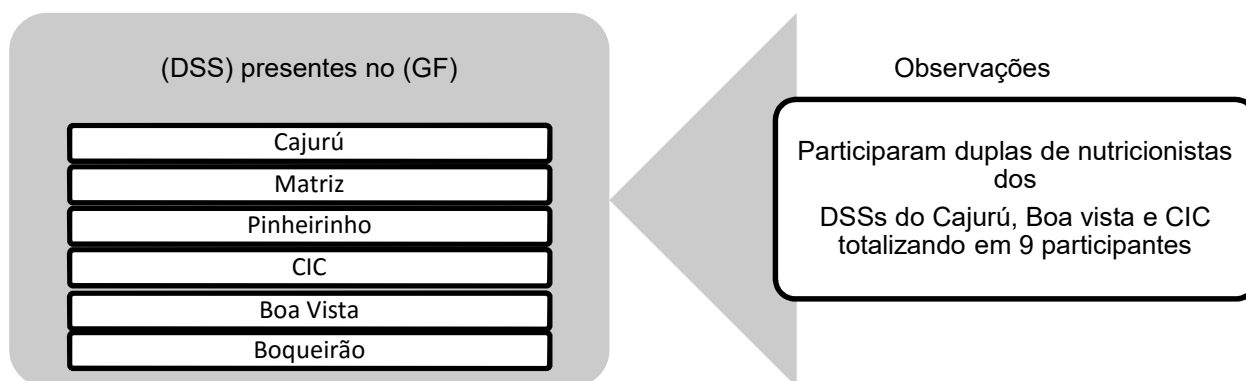 (DSS) presentes no (GF)
Cajurú
Matriz
Pinheirinho
CIC
Boa Vista
Boqueirão
Observações
Participaram duplas de nutricionistas
dos
DSSs do Cajurú, Boa vista e CIC
totalizando em 9 participantes